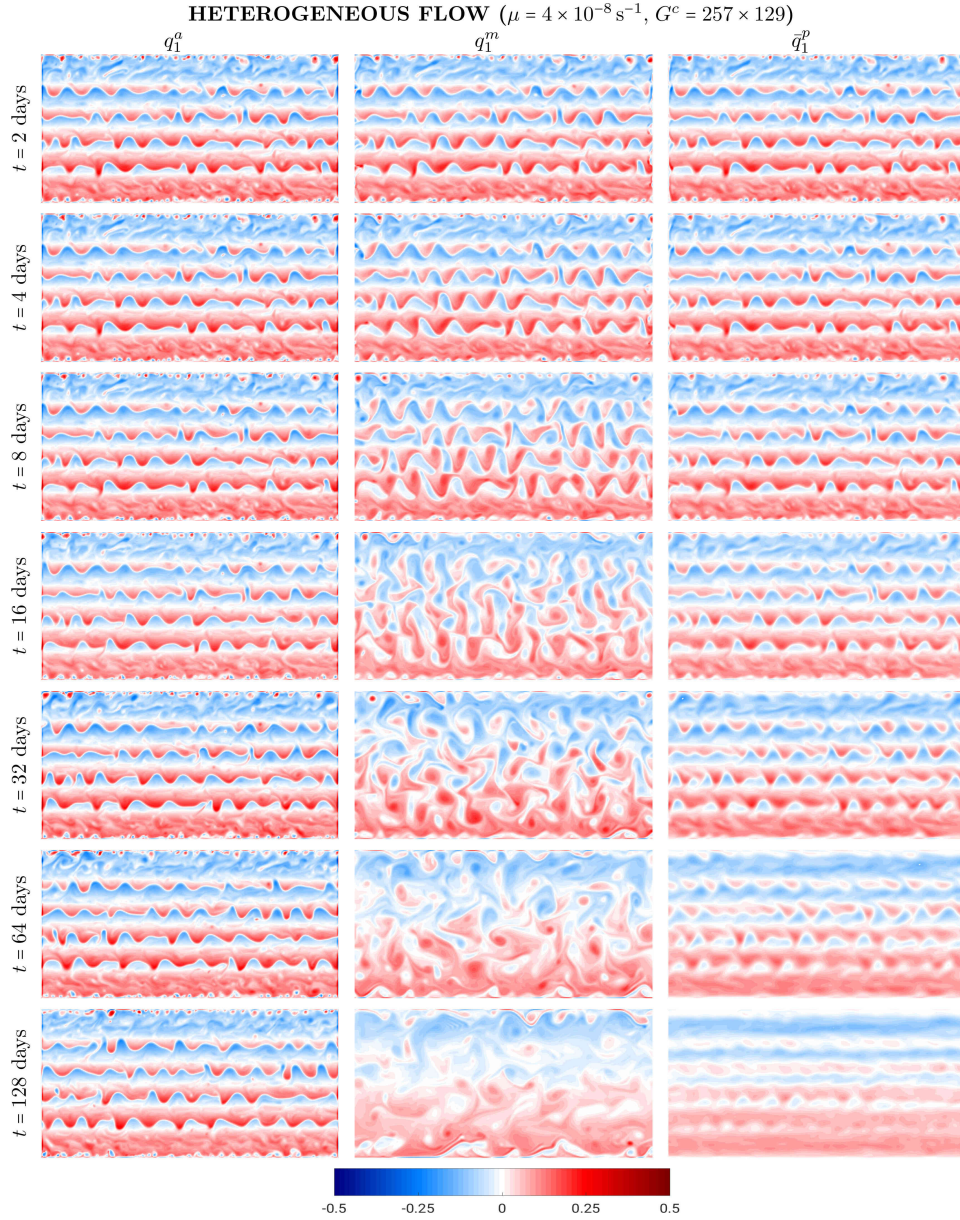 HETEROGENEOUS FLOW (μ = 4 × 10⁻⁸ s⁻¹, Gᶜ = 257 × 129)
q₁ᵃ q₁ᵐ q̄₁ᵖ
t = 2 days
t = 4 days
t = 8 days
t = 16 days
t = 32 days
t = 64 days
t = 128 days
-0.5 -0.25 0 0.25 0.5